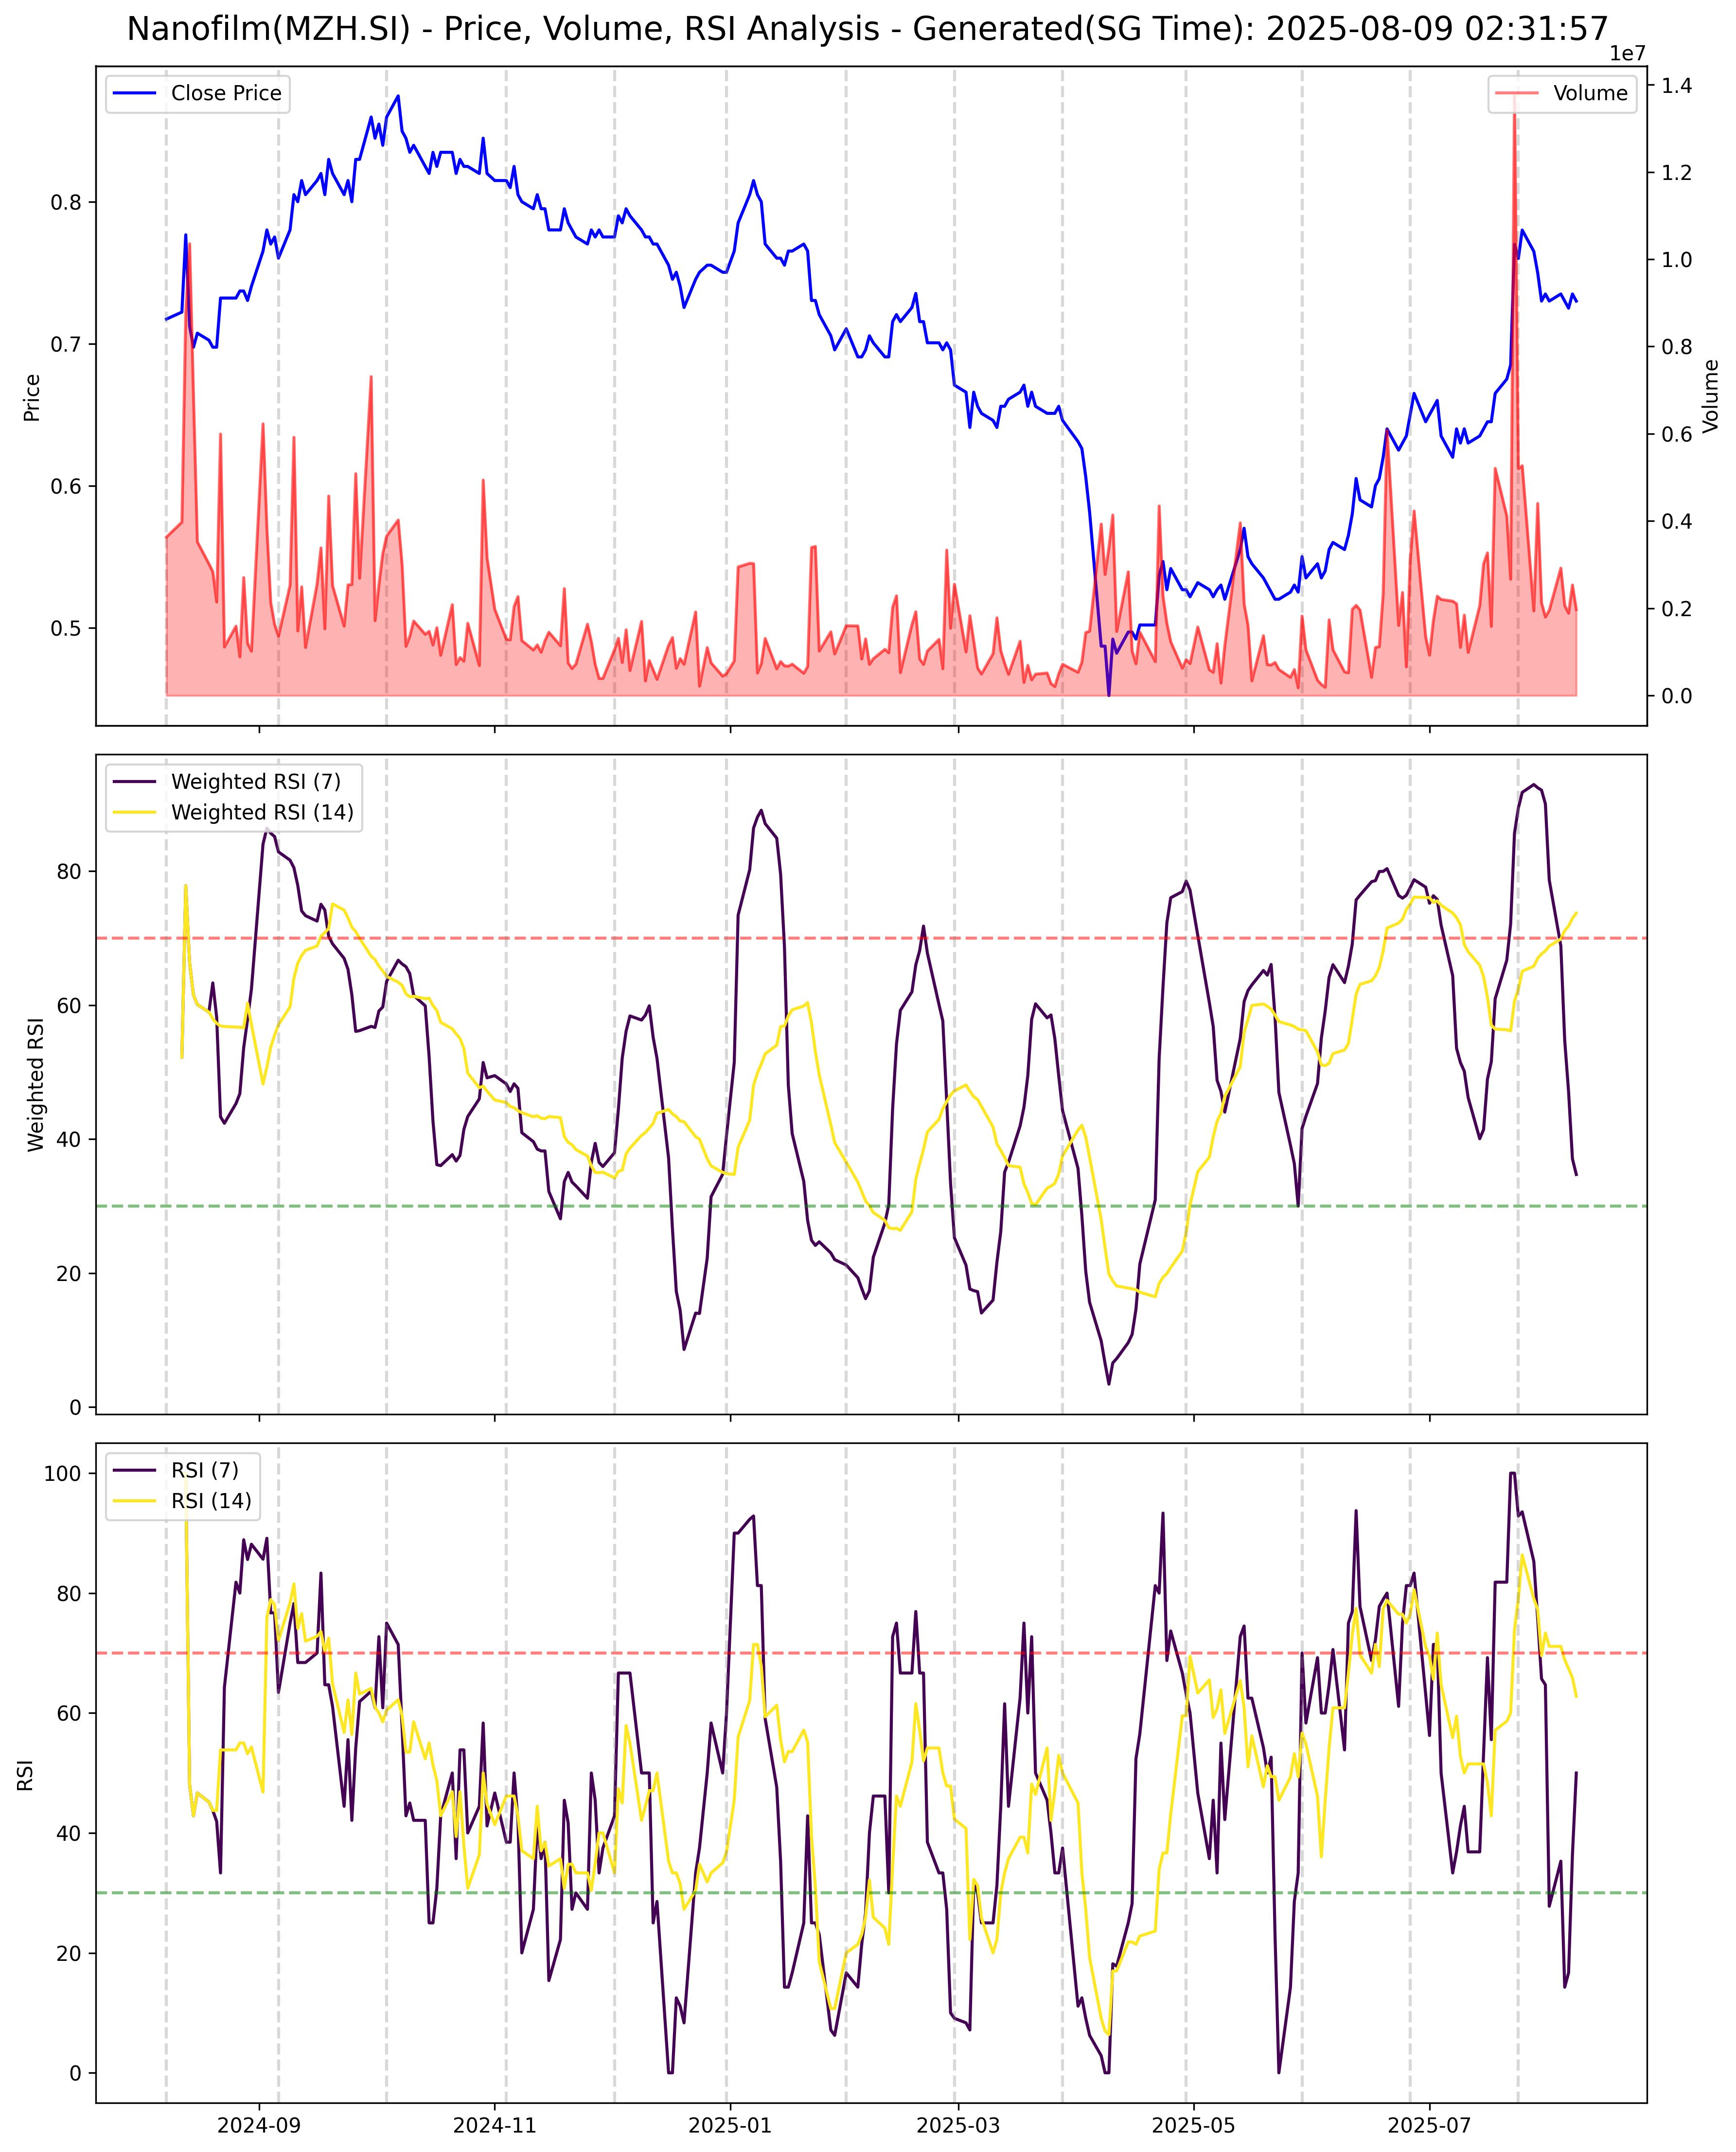 Nanofilm(MZH.SI) - Price, Volume, RSI Analysis - Generated(SG Time): 2025-08-09 02:31:57
1e7
Close Price
Volume
0.8
0.7
0.6
0.5
Price
1.4
1.2
1.0
0.8
0.6
0.4
0.2
0.0
Volume
Weighted RSI (7)
Weighted RSI (14)
80
60
40
20
0
Weighted RSI
RSI (7)
RSI (14)
100
80
60
40
20
0
RSI
2024-09
2024-11
2025-01
2025-03
2025-05
2025-07